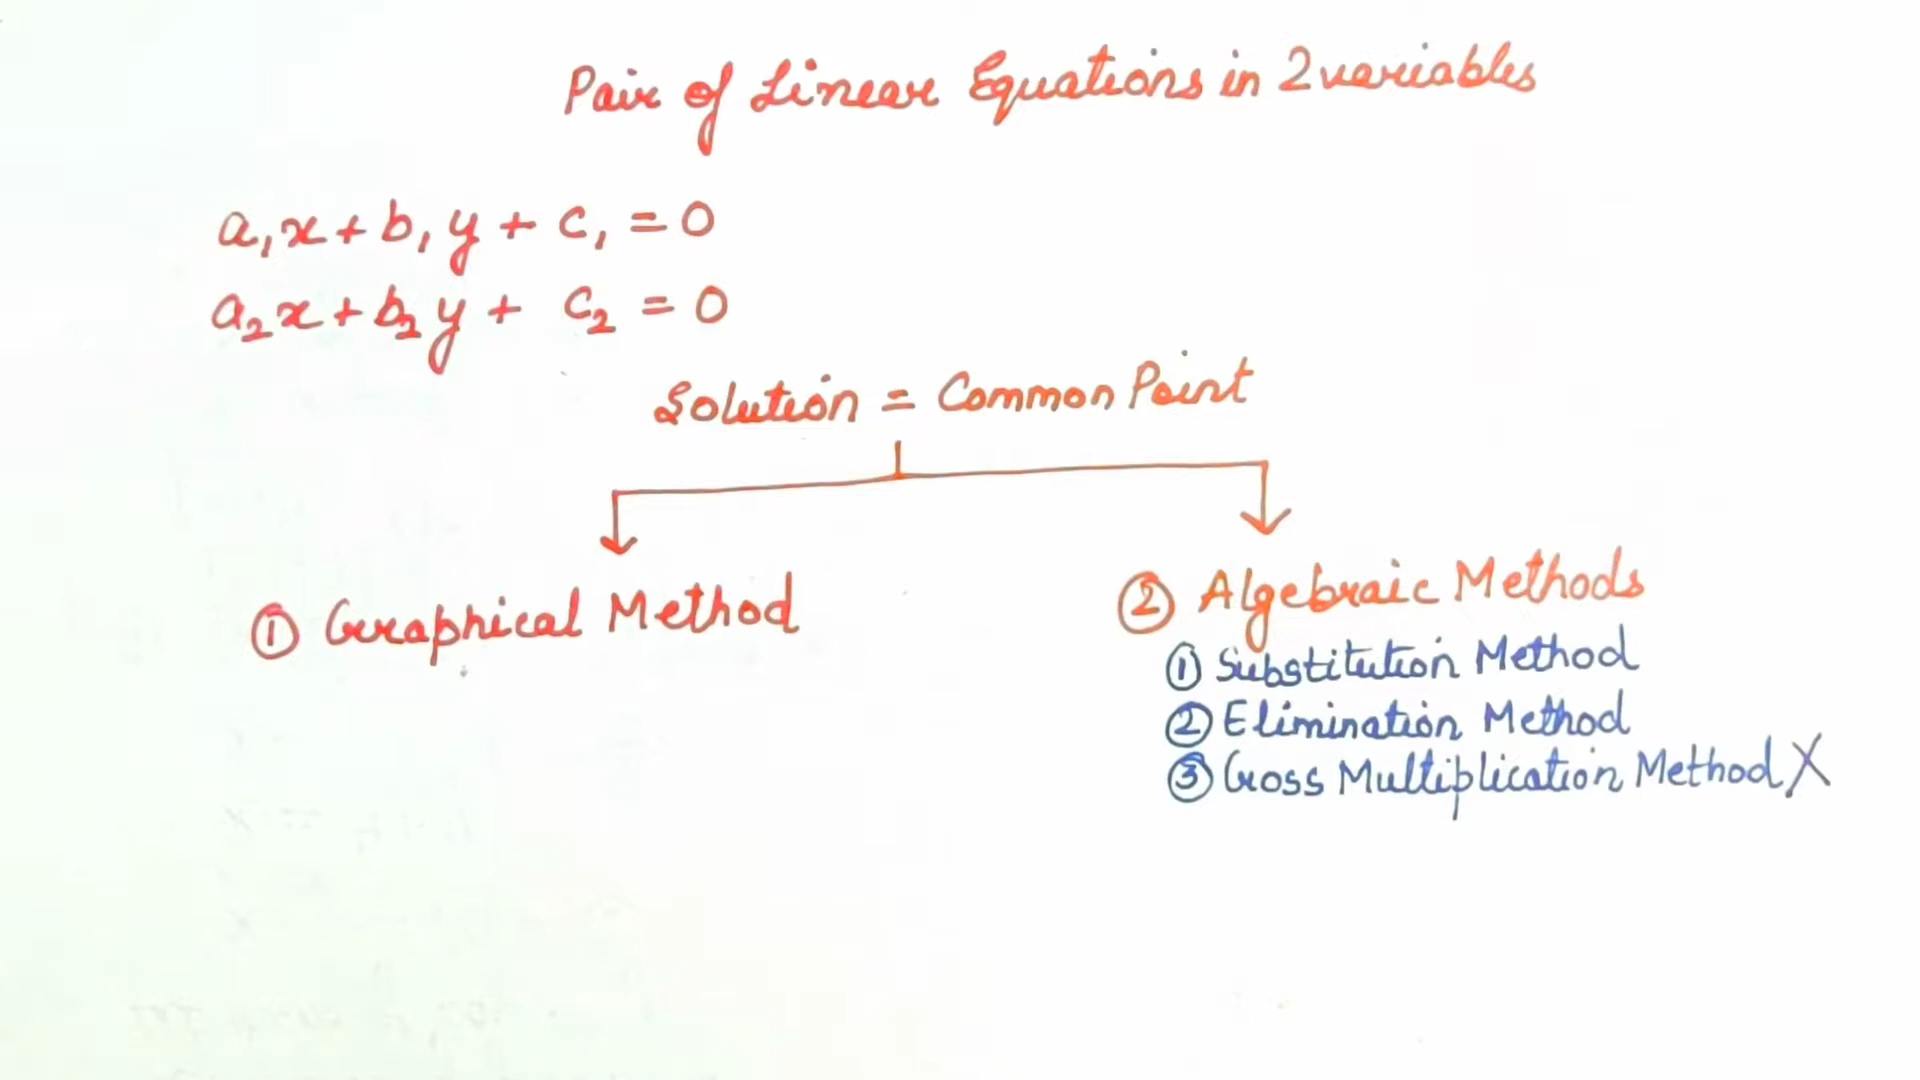 Pair of Linear Equations in 2 variables
a₁x + b₁y + c₁ = 0
a₂x + b₂y + c₂ = 0
Solution = Common Point
① Graphical Method
② Algebraic Methods
① Substitution Method
② Elimination Method
③ Cross Multiplication Method X